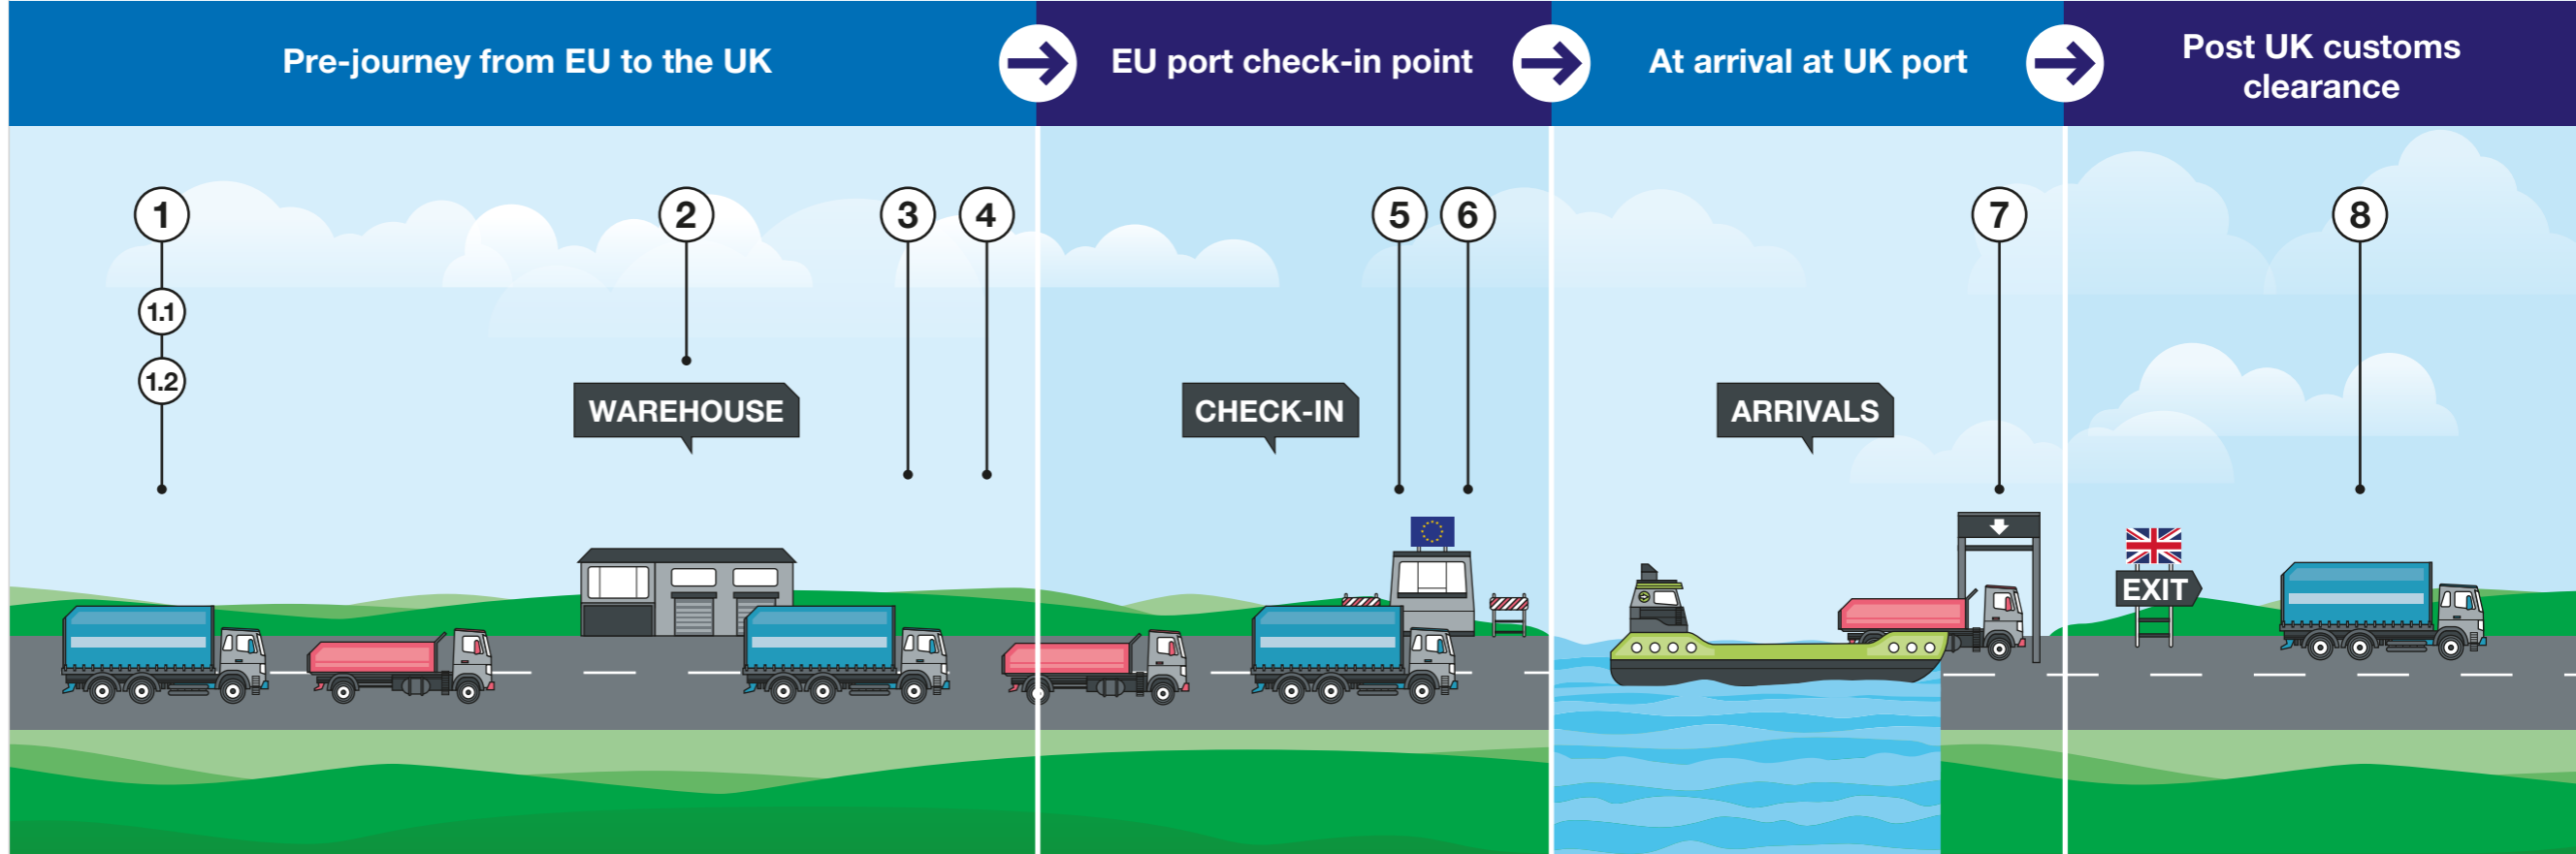 Pre-journey from EU to the UK
EU port check-in point
At arrival at UK port
Post UK customs
clearance
1
1.1
1.2
2
3
4
5
6
7
8
WAREHOUSE
CHECK-IN
ARRIVALS
EXIT